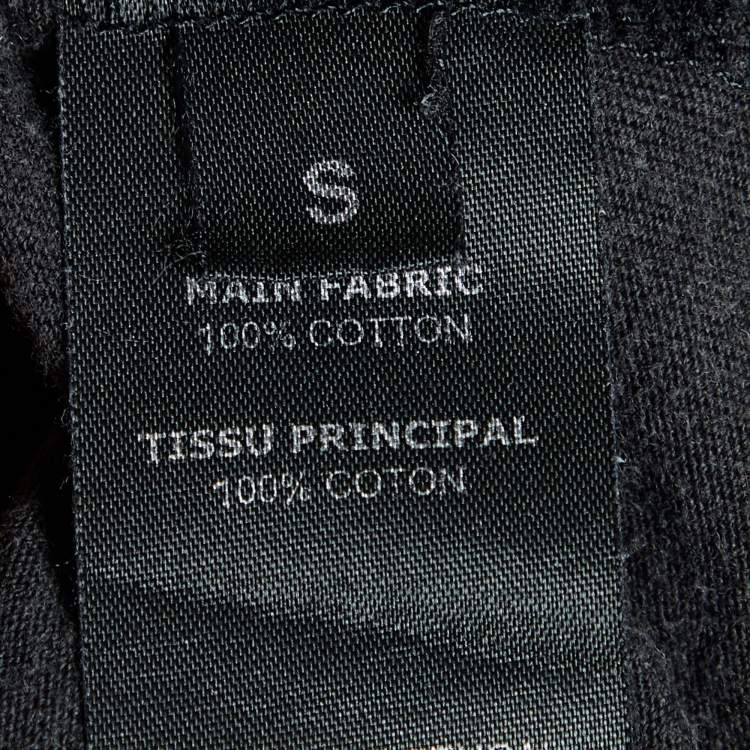 S
MAIN FABRIC
100% COTTON
TISSU PRINCIPAL
100% COTON